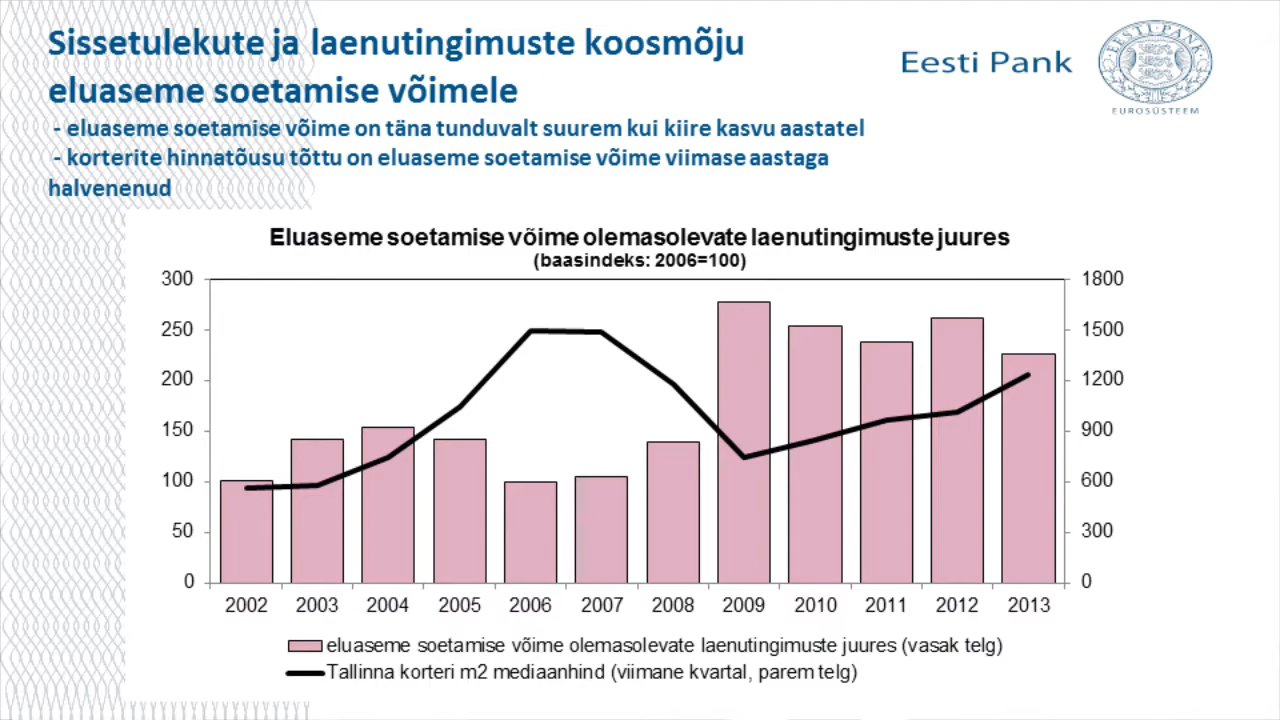 Sissetulekute ja laenutingimuste koosmõju
eluaseme soetamise võimele
- eluaseme soetamise võime on täna tunduvalt suurem kui kiire kasvu aastatel
- korterite hinnatõusu tõttu on eluaseme soetamise võime viimase aastaga
halvenenud
Eesti Pank
EESTI PANK
EUROSÜSTEEM
Eluaseme soetamise võime olemasolevate laenutingimuste juures
(baasindeks: 2006=100)
300 1800
250 1500
200 1200
150 900
100 600
50 300
0 0
2002 2003 2004 2005 2006 2007 2008 2009 2010 2011 2012 2013
eluaseme soetamise võime olemasolevate laenutingimuste juures (vasak telg)
Tallinna korteri m2 mediaanhind (viimane kvartal, parem telg)